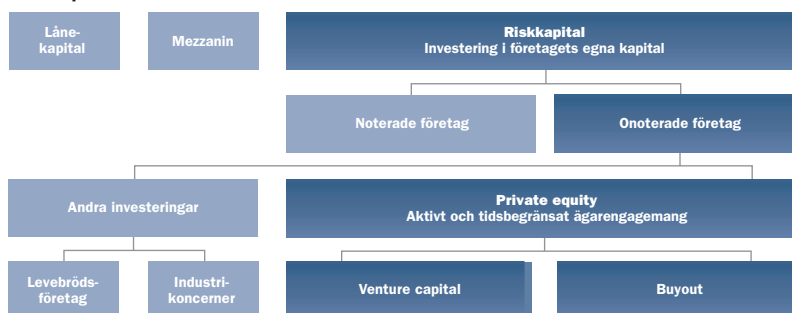 Låne-
kapital
Mezzanin
Riskkapital
Investering i företagets egna kapital
Noterade företag
Onoterade företag
Andra investeringar
Private equity
Aktivt och tidsbegränsat ägarengagemang
Levebröds-
företag
Industri-
koncerner
Venture capital
Buyout